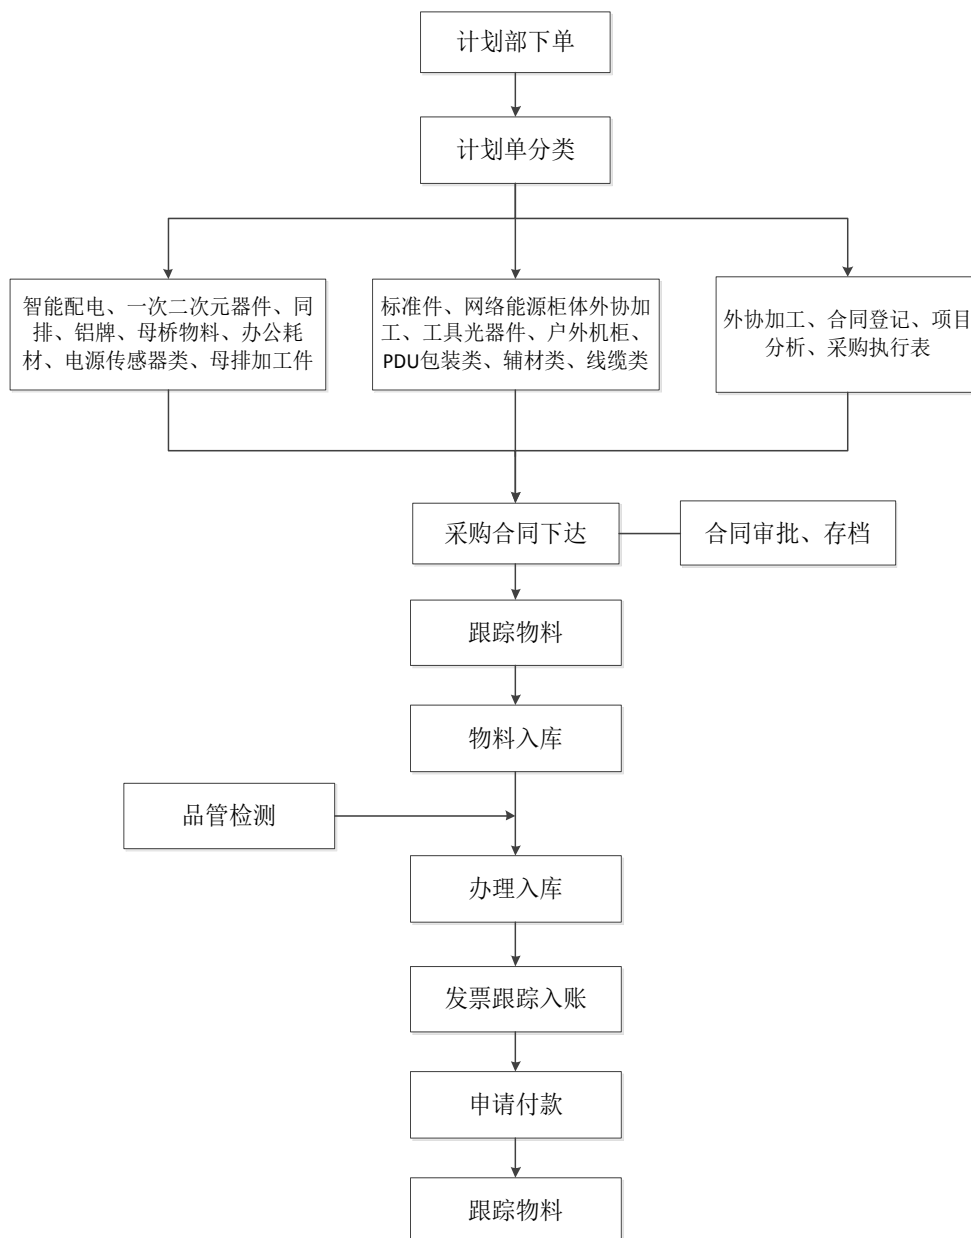 计划部下单
计划单分类
智能配电、一次二次元器件、同
排、铝牌、母桥物料、办公耗
材、电源传感器类、母排加工件
标准件、网络能源柜体外协加
工、工具光器件、户外机柜、
PDU包装类、辅材类、线缆类
外协加工、合同登记、项目
分析、采购执行表
采购合同下达
合同审批、存档
跟踪物料
物料入库
品管检测
办理入库
发票跟踪入账
申请付款
跟踪物料